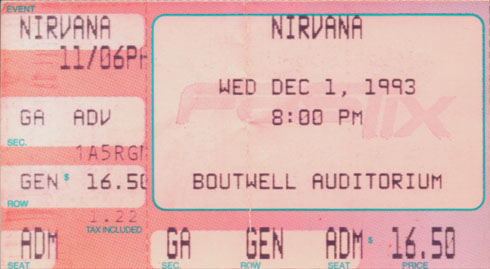 EVENT
NIRVANA
11/06PM
GA ADV
SEC.
1A5RGM
GEN $ 16.50
ROW
1.22
TAX INCLUDED
ADM
SEAT
NIRVANA
WED DEC 1, 1993
8:00 PM
BOUTWELL AUDITORIUM
GA GEN ADM $ 16.50
SEC ROW SEAT PRICE